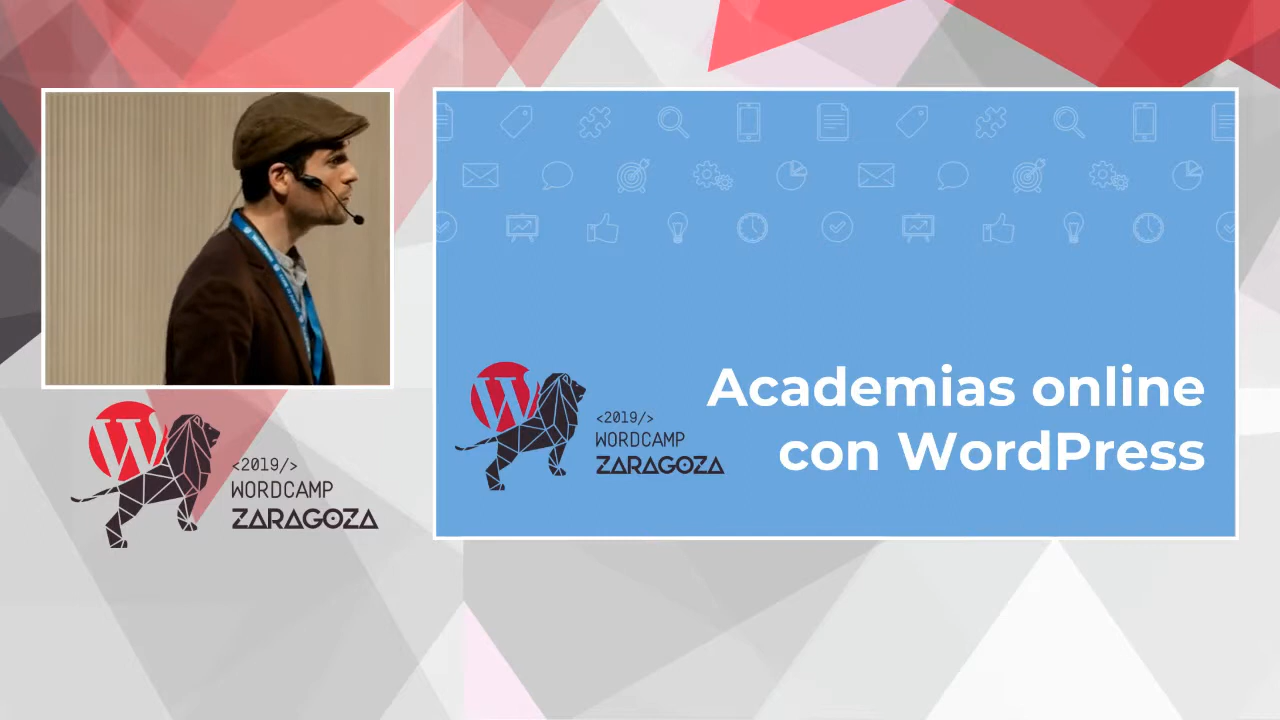 <2019/>
WORDCAMP
ZARAGOZA
Academias online
con WordPress
<2019/>
WORDCAMP
ZARAGOZA